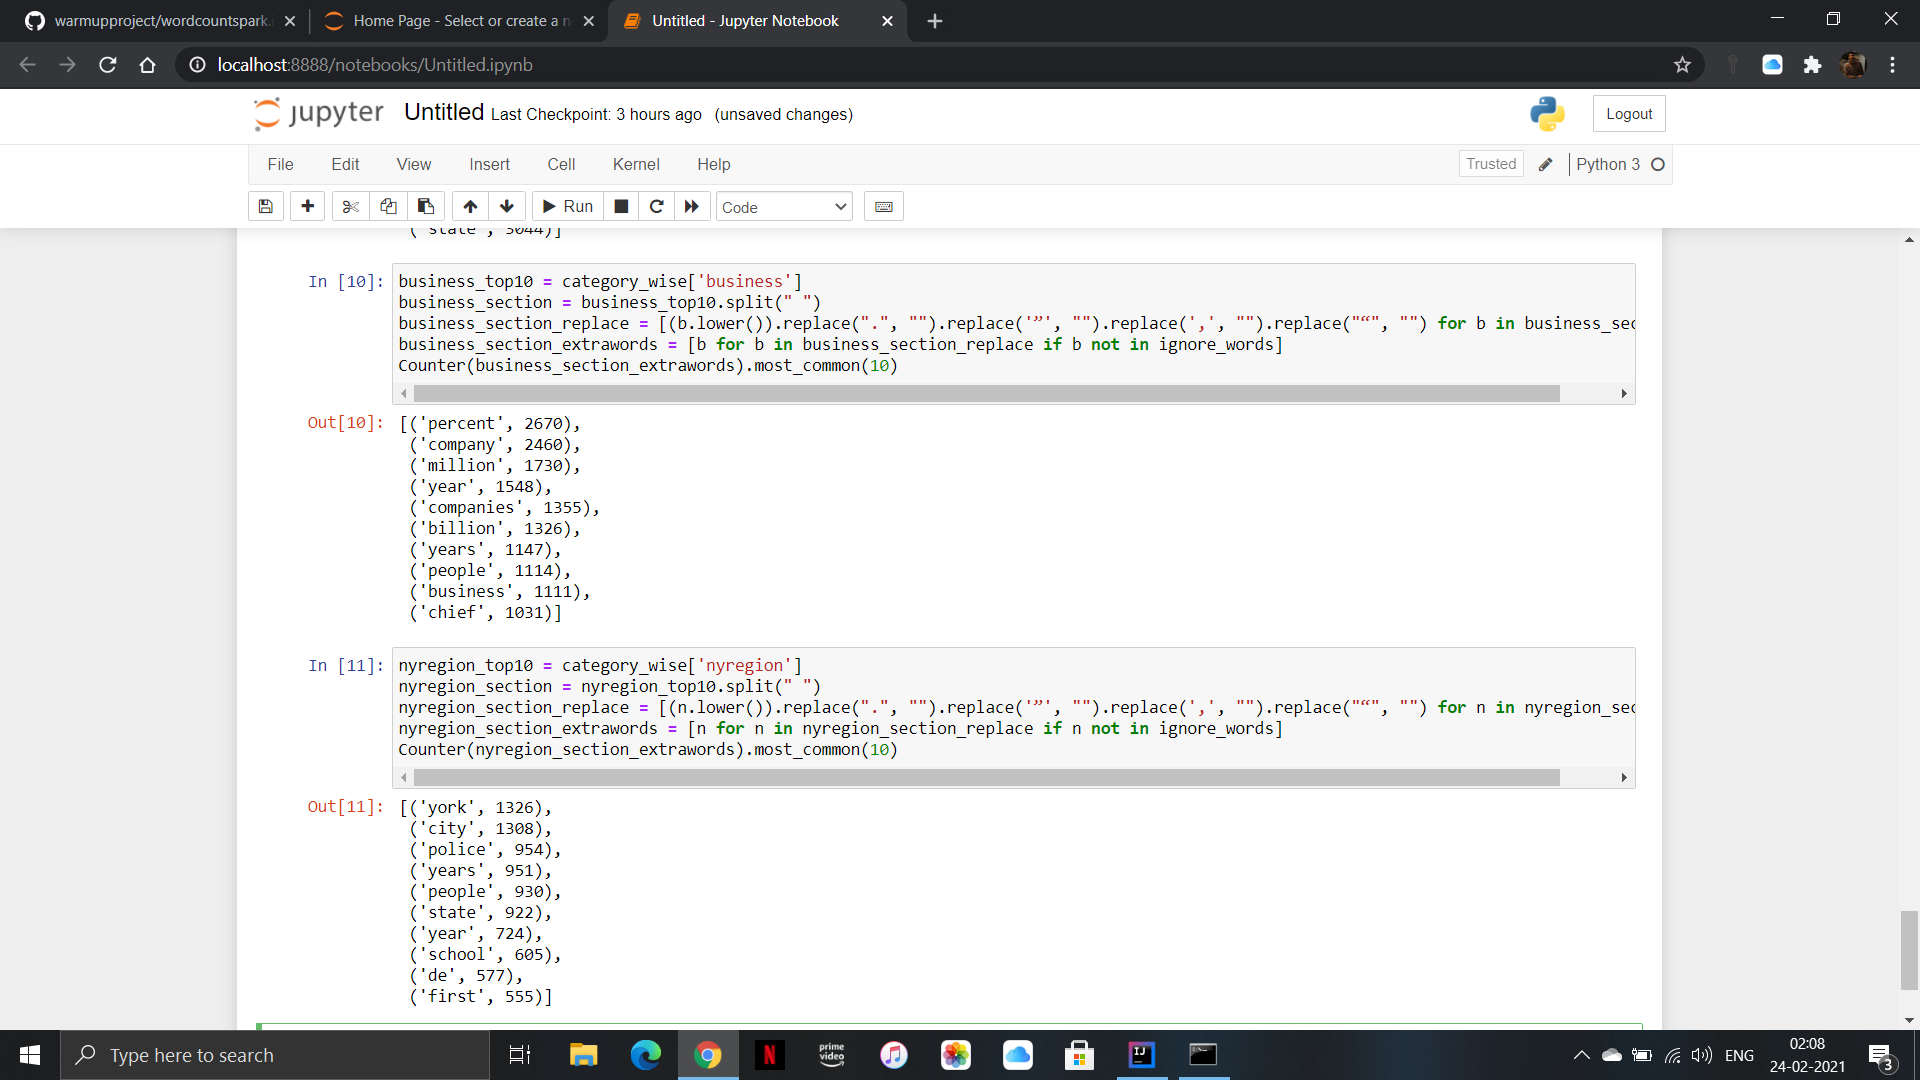 warmupproject/wordcountspark.i
Home Page - Select or create a n
Untitled - Jupyter Notebook
localhost:8888/notebooks/Untitled.ipynb
jupyter Untitled Last Checkpoint: 3 hours ago (unsaved changes)
Logout
File Edit View Insert Cell Kernel Help
Trusted Python 3
Run Code
('state', 3044)]
In [10]: business_top10 = category_wise['business']
business_section = business_top10.split(" ")
business_section_replace = [(b.lower()).replace(".", "").replace('”', "").replace(',', "").replace("“", "") for b in business_sec
business_section_extrawords = [b for b in business_section_replace if b not in ignore_words]
Counter(business_section_extrawords).most_common(10)
Out[10]: [('percent', 2670),
('company', 2460),
('million', 1730),
('year', 1548),
('companies', 1355),
('billion', 1326),
('years', 1147),
('people', 1114),
('business', 1111),
('chief', 1031)]
In [11]: nyregion_top10 = category_wise['nyregion']
nyregion_section = nyregion_top10.split(" ")
nyregion_section_replace = [(n.lower()).replace(".", "").replace('”', "").replace(',', "").replace("“", "") for n in nyregion_sec
nyregion_section_extrawords = [n for n in nyregion_section_replace if n not in ignore_words]
Counter(nyregion_section_extrawords).most_common(10)
Out[11]: [('york', 1326),
('city', 1308),
('police', 954),
('years', 951),
('people', 930),
('state', 922),
('year', 724),
('school', 605),
('de', 577),
('first', 555)]
Type here to search
N
prime
video
IJ
ENG
02:08
24-02-2021
3